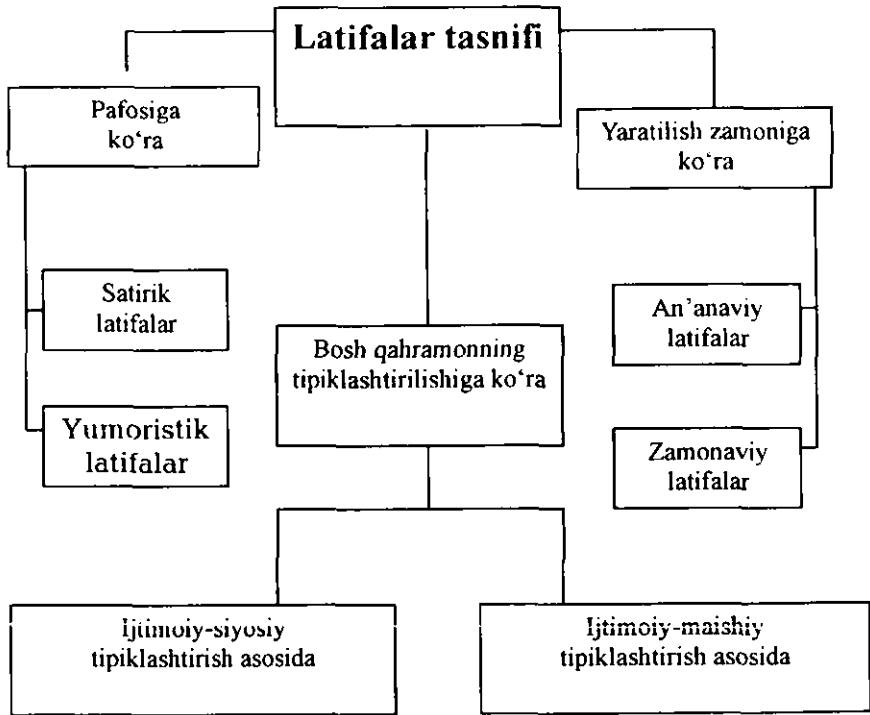 Latifalar tasnifi
Pafosiga
ko‘ra
Yaratilish zamoniga
ko‘ra
Satirik
latifalar
An’anaviy
latifalar
Bosh qahramonning
tipiklashtirilishiga ko‘ra
Yumoristik
latifalar
Zamonaviy
latifalar
Ijtimoiy-siyosiy
tipiklashtirish asosida
Ijtimoiy-maishiy
tipiklashtirish asosida